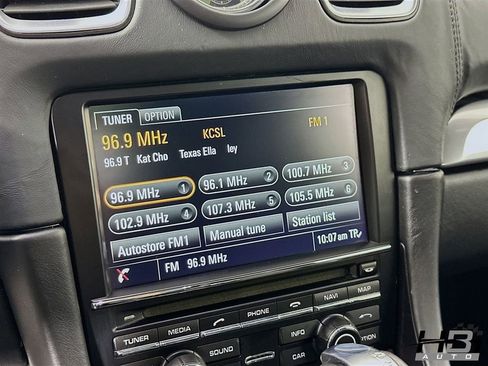 TUNER OPTION
96.9 MHz KCSL FM 1
96.9 T Kat Cho Texas Ella ley
96.9 MHz 1 96.1 MHz 2 100.7 MHz 3
102.9 MHz 4 107.3 MHz 5 105.5 MHz 6
Autostore FM1 Manual tune Station list
FM 96.9 MHz 10:07 am TP
TUNER MEDIA PHONE NAVI MAP
SOUND CAR INFO OPTION
H3
AUTO